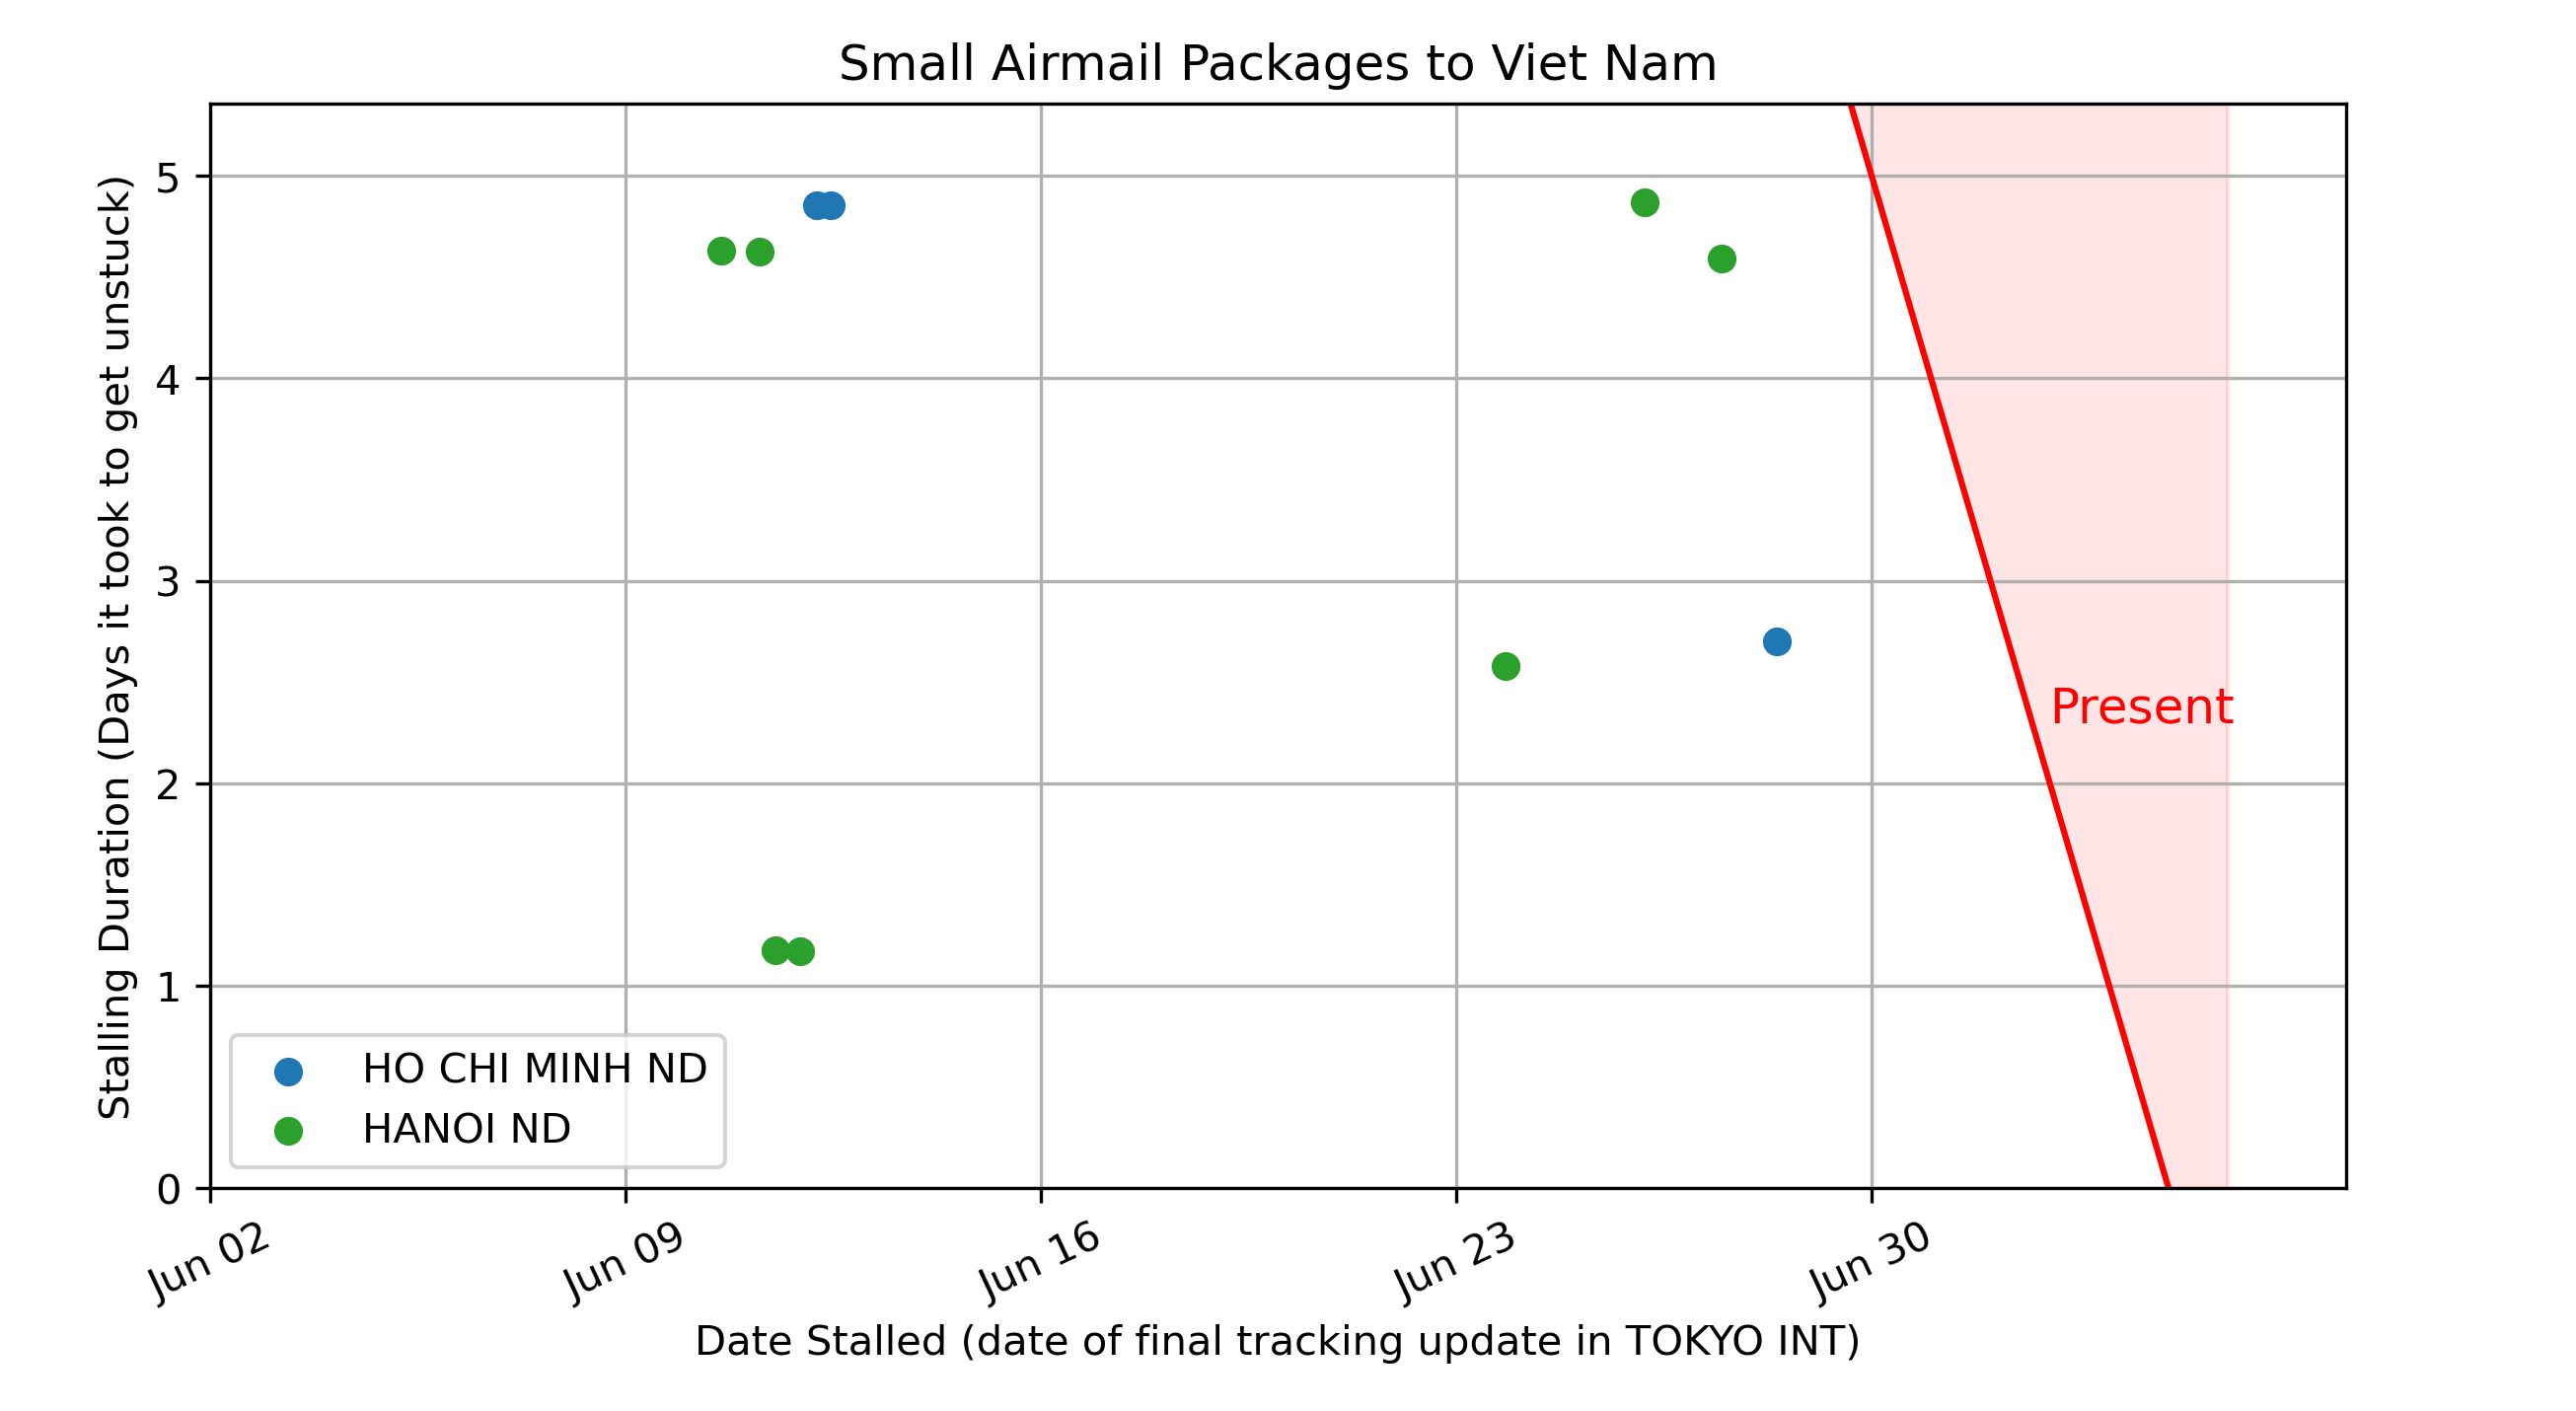 Small Airmail Packages to Viet Nam
Stalling Duration (Days it took to get unstuck)
5
4
3
2
1
0
Present
HO CHI MINH ND
HANOI ND
Jun 02
Jun 09
Jun 16
Jun 23
Jun 30
Date Stalled (date of final tracking update in TOKYO INT)